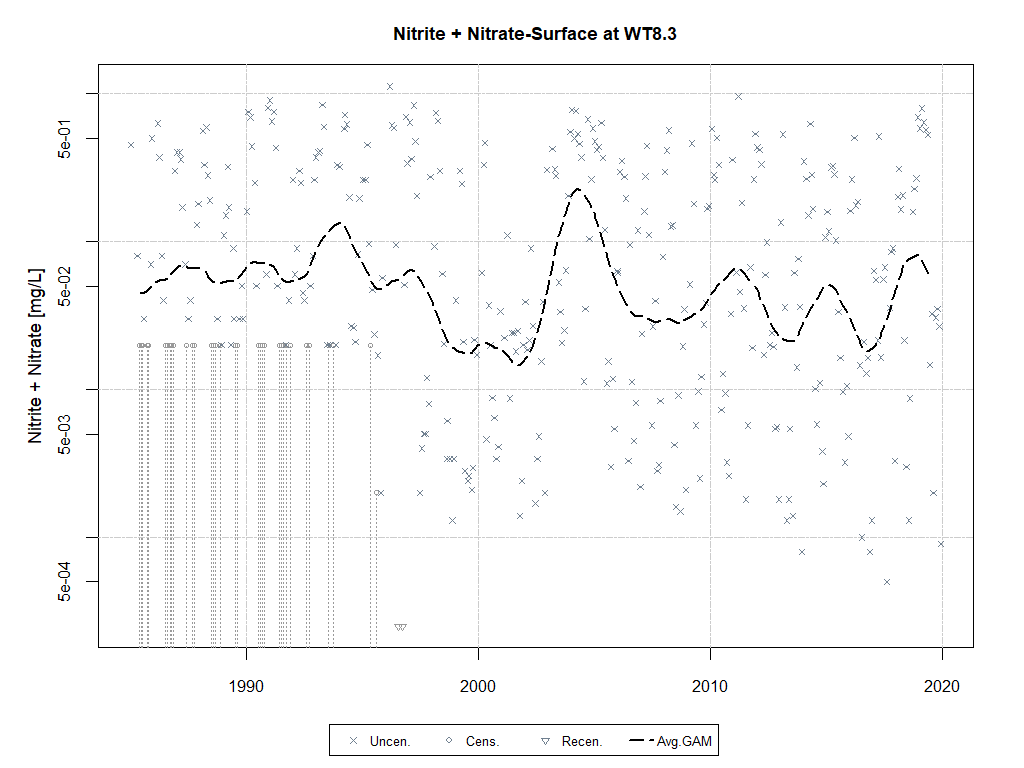 Nitrite + Nitrate-Surface at WT8.3
Nitrite + Nitrate [mg/L]
5e-01
5e-02
5e-03
5e-04
1990 2000 2010 2020
Uncen. Cens. Recen. Avg.GAM